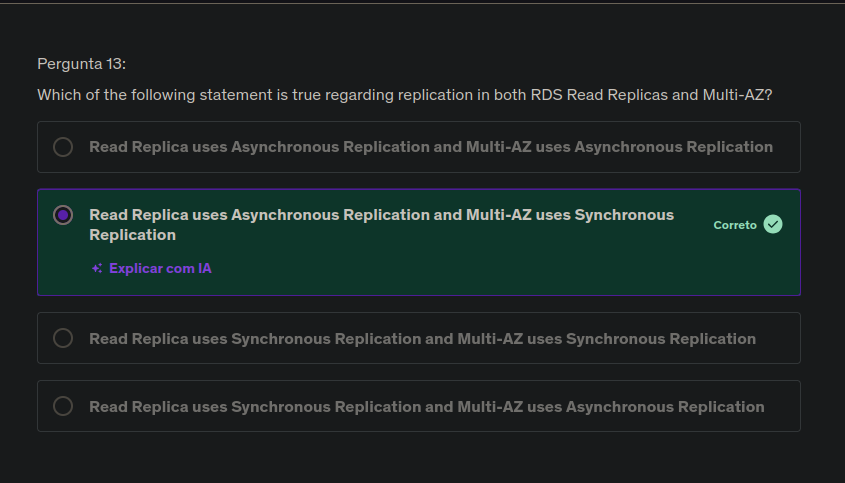 Pergunta 13:
Which of the following statement is true regarding replication in both RDS Read Replicas and Multi-AZ?
Read Replica uses Asynchronous Replication and Multi-AZ uses Asynchronous Replication
Read Replica uses Asynchronous Replication and Multi-AZ uses Synchronous
Replication
Correto
Explicar com IA
Read Replica uses Synchronous Replication and Multi-AZ uses Synchronous Replication
Read Replica uses Synchronous Replication and Multi-AZ uses Asynchronous Replication